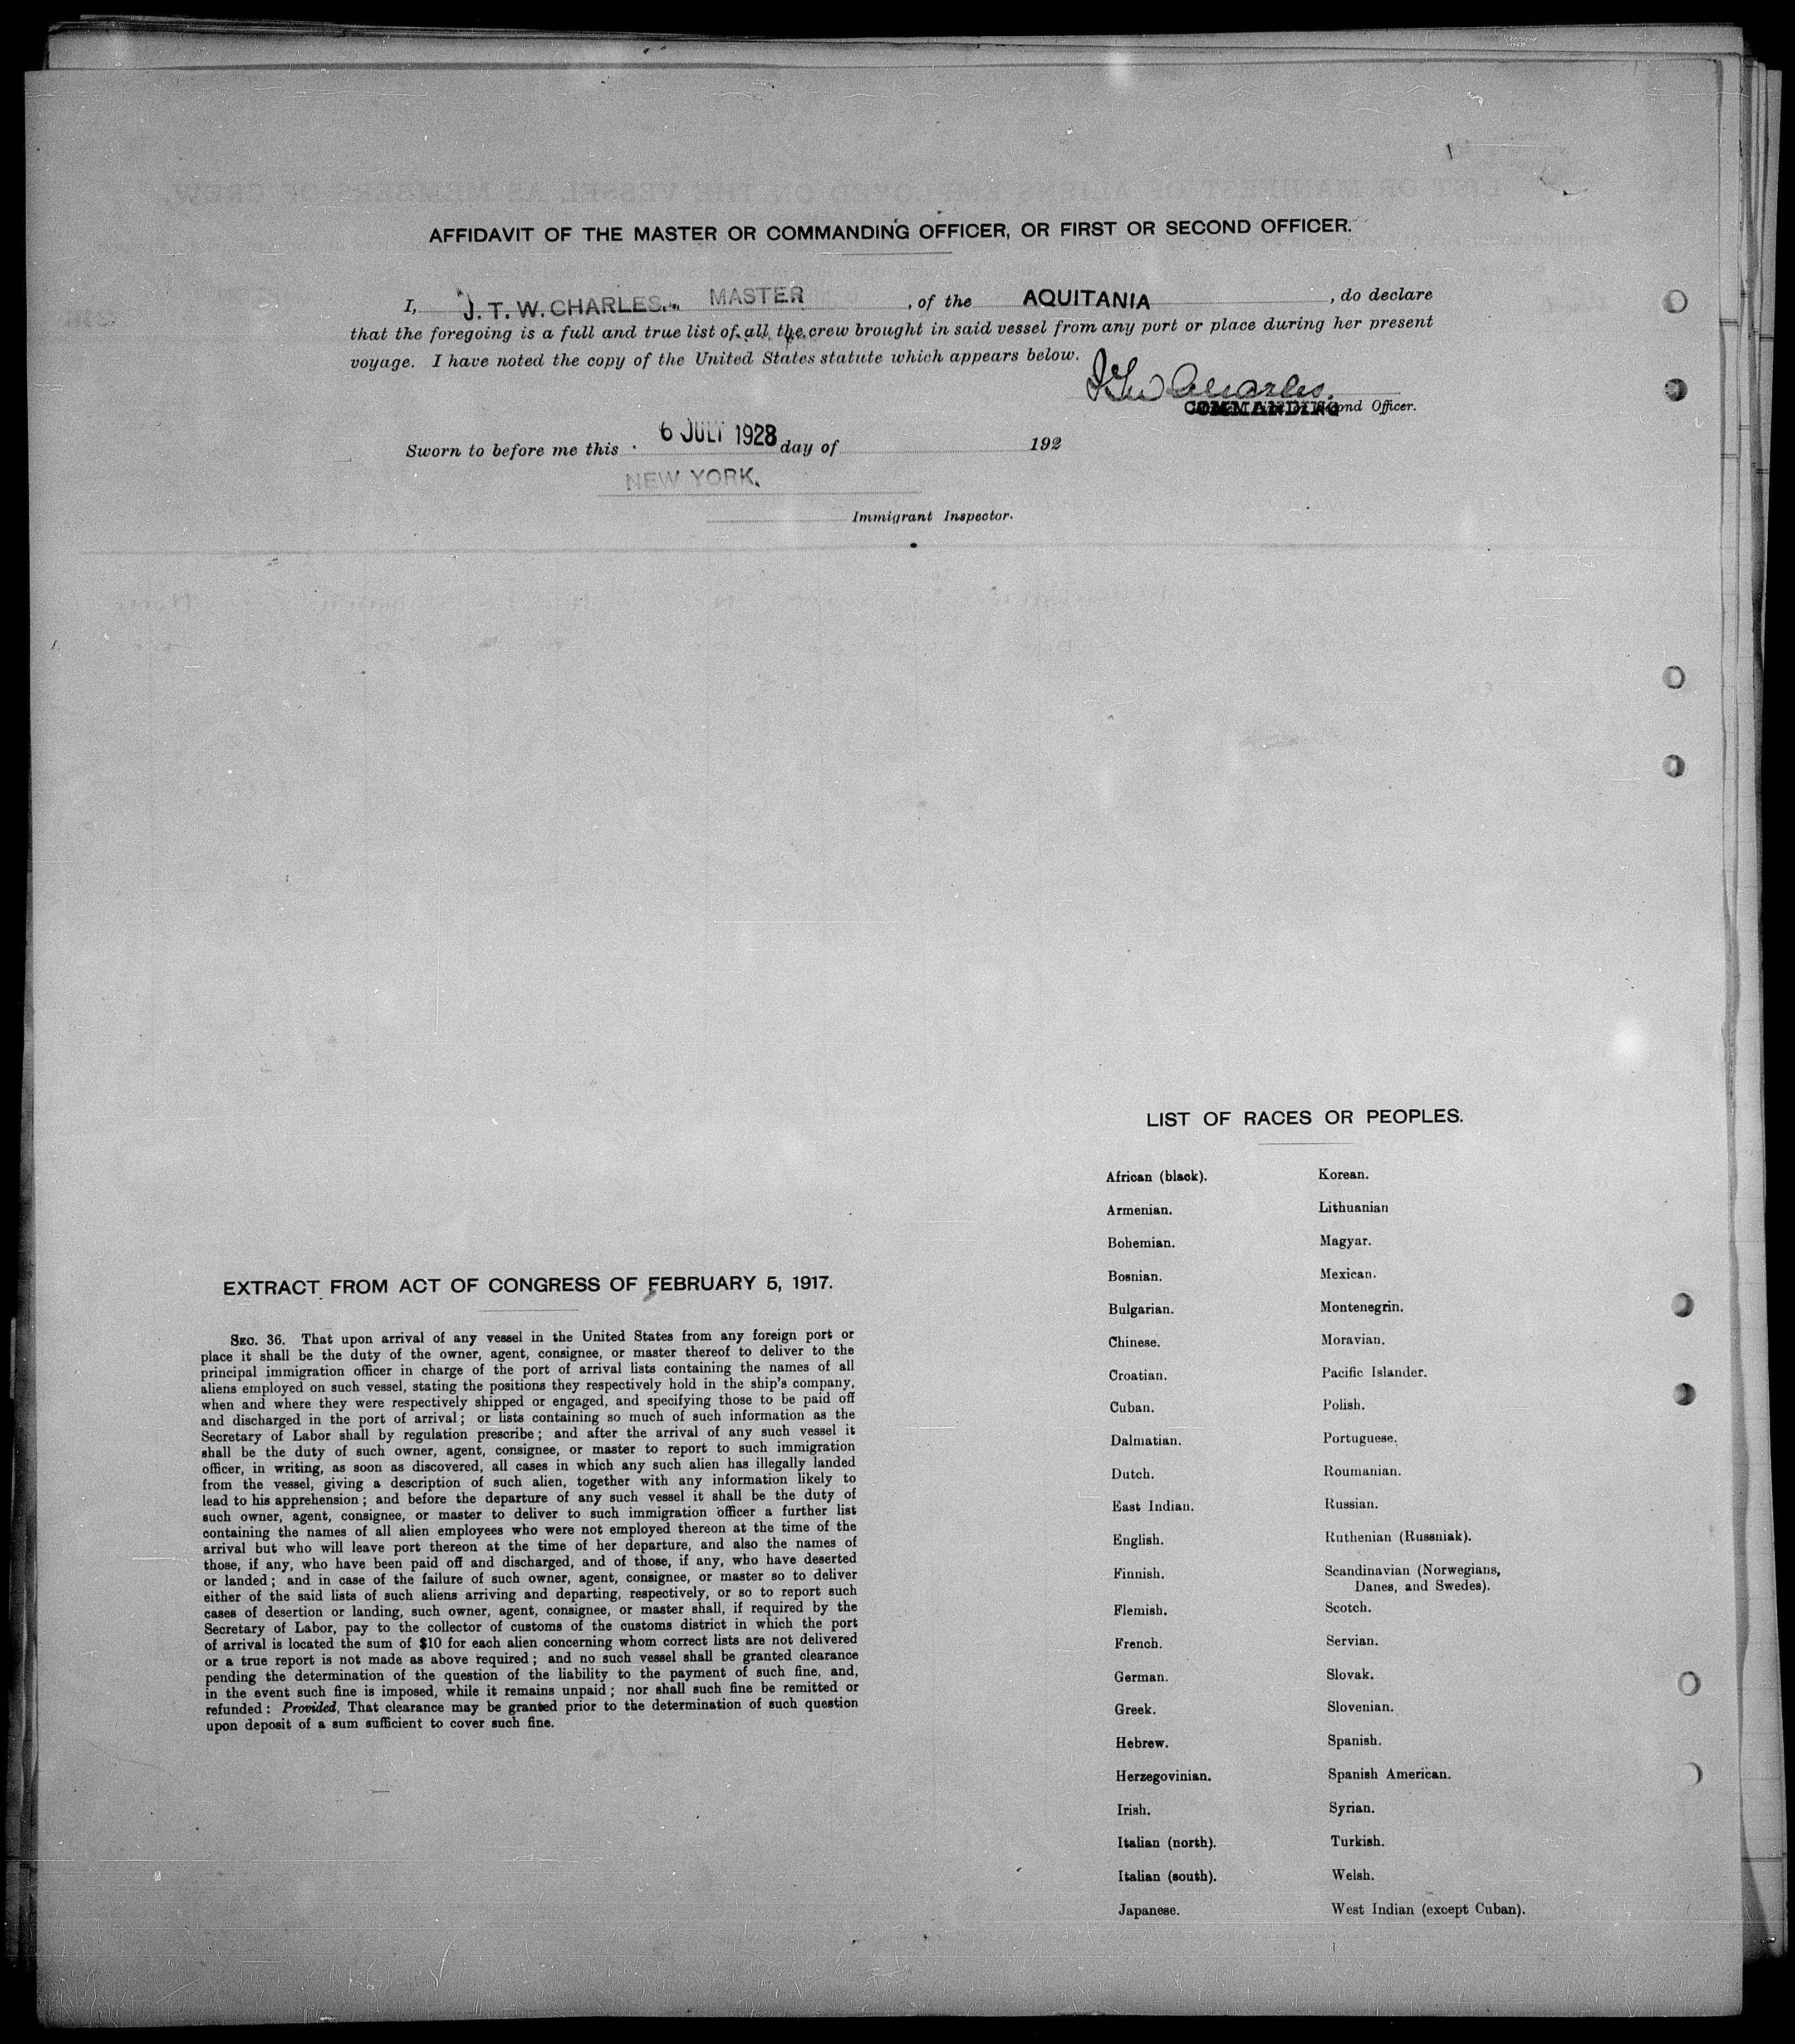 AFFIDAVIT OF THE MASTER OR COMMANDING OFFICER, OR FIRST OR SECOND OFFICER.
I, J. T. W. CHARLES. MASTER , of the AQUITANIA , do declare
that the foregoing is a full and true list of all the crew brought in said vessel from any port or place during her present
voyage. I have noted the copy of the United States statute which appears below.
JTW Charles.
COMMANDING Second Officer.
Sworn to before me this 6 JULY 1928 day of 192
NEW YORK.
Immigrant Inspector.
EXTRACT FROM ACT OF CONGRESS OF FEBRUARY 5, 1917.
SEC. 36. That upon arrival of any vessel in the United States from any foreign port or
place it shall be the duty of the owner, agent, consignee, or master thereof to deliver to the
principal immigration officer in charge of the port of arrival lists containing the names of all
aliens employed on such vessel, stating the positions they respectively hold in the ship's company,
when and where they were respectively shipped or engaged, and specifying those to be paid off
and discharged in the port of arrival; or lists containing so much of such information as the
Secretary of Labor shall by regulation prescribe; and after the arrival of any such vessel it
shall be the duty of such owner, agent, consignee, or master to report to such immigration
officer, in writing, as soon as discovered, all cases in which any such alien has illegally landed
from the vessel, giving a description of such alien, together with any information likely to
lead to his apprehension; and before the departure of any such vessel it shall be the duty of
such owner, agent, consignee, or master to deliver to such immigration officer a further list
containing the names of all alien employees who were not employed thereon at the time of the
arrival but who will leave port thereon at the time of her departure, and also the names of
those, if any, who have been paid off and discharged, and of those, if any, who have deserted
or landed; and in case of the failure of such owner, agent, consignee, or master so to deliver
either of the said lists of such aliens arriving and departing, respectively, or so to report such
cases of desertion or landing, such owner, agent, consignee, or master shall, if required by the
Secretary of Labor, pay to the collector of customs of the customs district in which the port
of arrival is located the sum of $10 for each alien concerning whom correct lists are not delivered
or a true report is not made as above required; and no such vessel shall be granted clearance
pending the determination of the question of the liability to the payment of such fine, and,
in the event such fine is imposed, while it remains unpaid; nor shall such fine be remitted or
refunded: Provided, That clearance may be granted prior to the determination of such question
upon deposit of a sum sufficient to cover such fine.
LIST OF RACES OR PEOPLES.
African (black).
Armenian.
Bohemian.
Bosnian.
Bulgarian.
Chinese.
Croatian.
Cuban.
Dalmatian.
Dutch.
East Indian.
English.
Finnish.
Flemish.
French.
German.
Greek.
Hebrew.
Herzegovinian.
Irish.
Italian (north).
Italian (south).
Japanese.
Korean.
Lithuanian
Magyar.
Mexican.
Montenegrin.
Moravian.
Pacific Islander.
Polish.
Portuguese.
Roumanian.
Russian.
Ruthenian (Russniak).
Scandinavian (Norwegians,
Danes, and Swedes).
Scotch.
Servian.
Slovak.
Slovenian.
Spanish.
Spanish American.
Syrian.
Turkish.
Welsh.
West Indian (except Cuban).